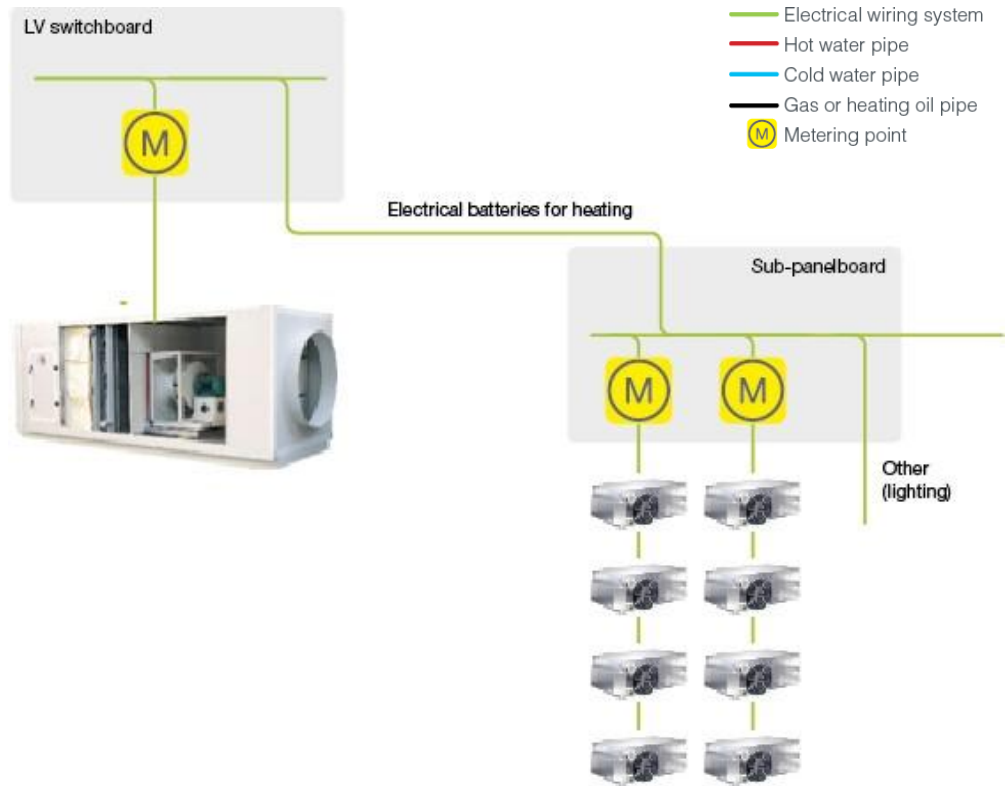 LV switchboard
Electrical wiring system
Hot water pipe
Cold water pipe
Gas or heating oil pipe
M Metering point
M
Electrical batteries for heating
Sub-panelboard
M
M
Other
(lighting)